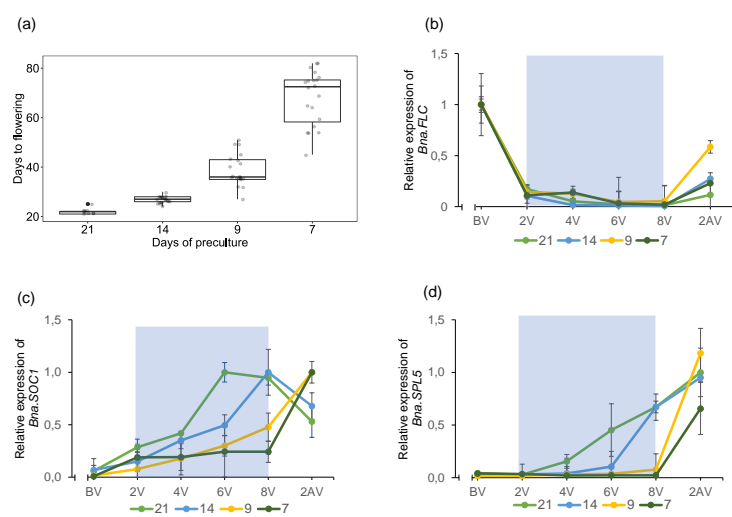 (a)
80
60
40
20
Days to flowering
21 14 9 7
Days of preculture
(b)
Relative expression of
Bna.FLC
1,5
1
0,5
0
BV 2V 4V 6V 8V 2AV
21 14 9 7
(c)
Relative expression of
Bna.SOC1
1,5
1,0
0,5
0,0
BV 2V 4V 6V 8V 2AV
21 14 9 7
(d)
Relative expression of
Bna.SPL5
1,5
1,0
0,5
0,0
BV 2V 4V 6V 8V 2AV
21 14 9 7